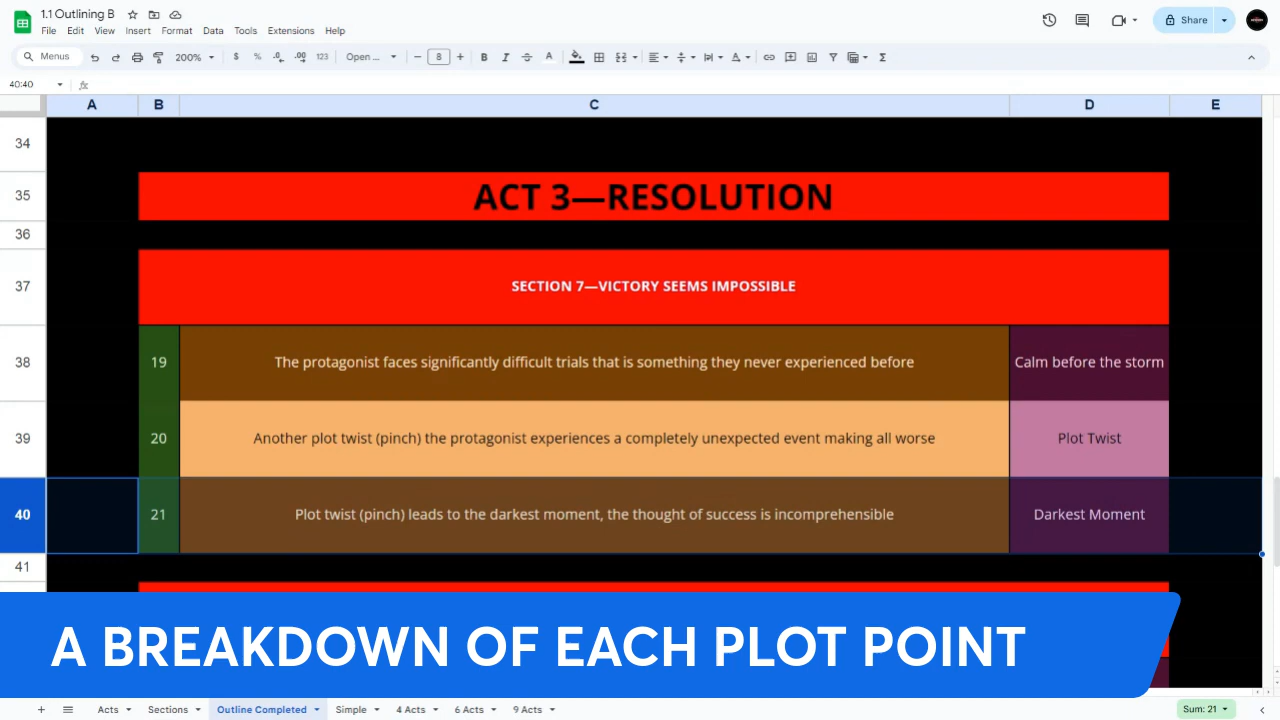 1.1 Outlining B
File Edit View Insert Format Data Tools Extensions Help
Share
Menus 200% $ % .0 .00 123 Open ... − 8 + B I A
40:40 fx
A B C D E
34
35 ACT 3—RESOLUTION
36
37 SECTION 7—VICTORY SEEMS IMPOSSIBLE
38 19 The protagonist faces significantly difficult trials that is something they never experienced before Calm before the storm
39 20 Another plot twist (pinch) the protagonist experiences a completely unexpected event making all worse Plot Twist
40 21 Plot twist (pinch) leads to the darkest moment, the thought of success is incomprehensible Darkest Moment
41
A BREAKDOWN OF EACH PLOT POINT
Acts Sections Outline Completed Simple 4 Acts 6 Acts 9 Acts Sum: 21